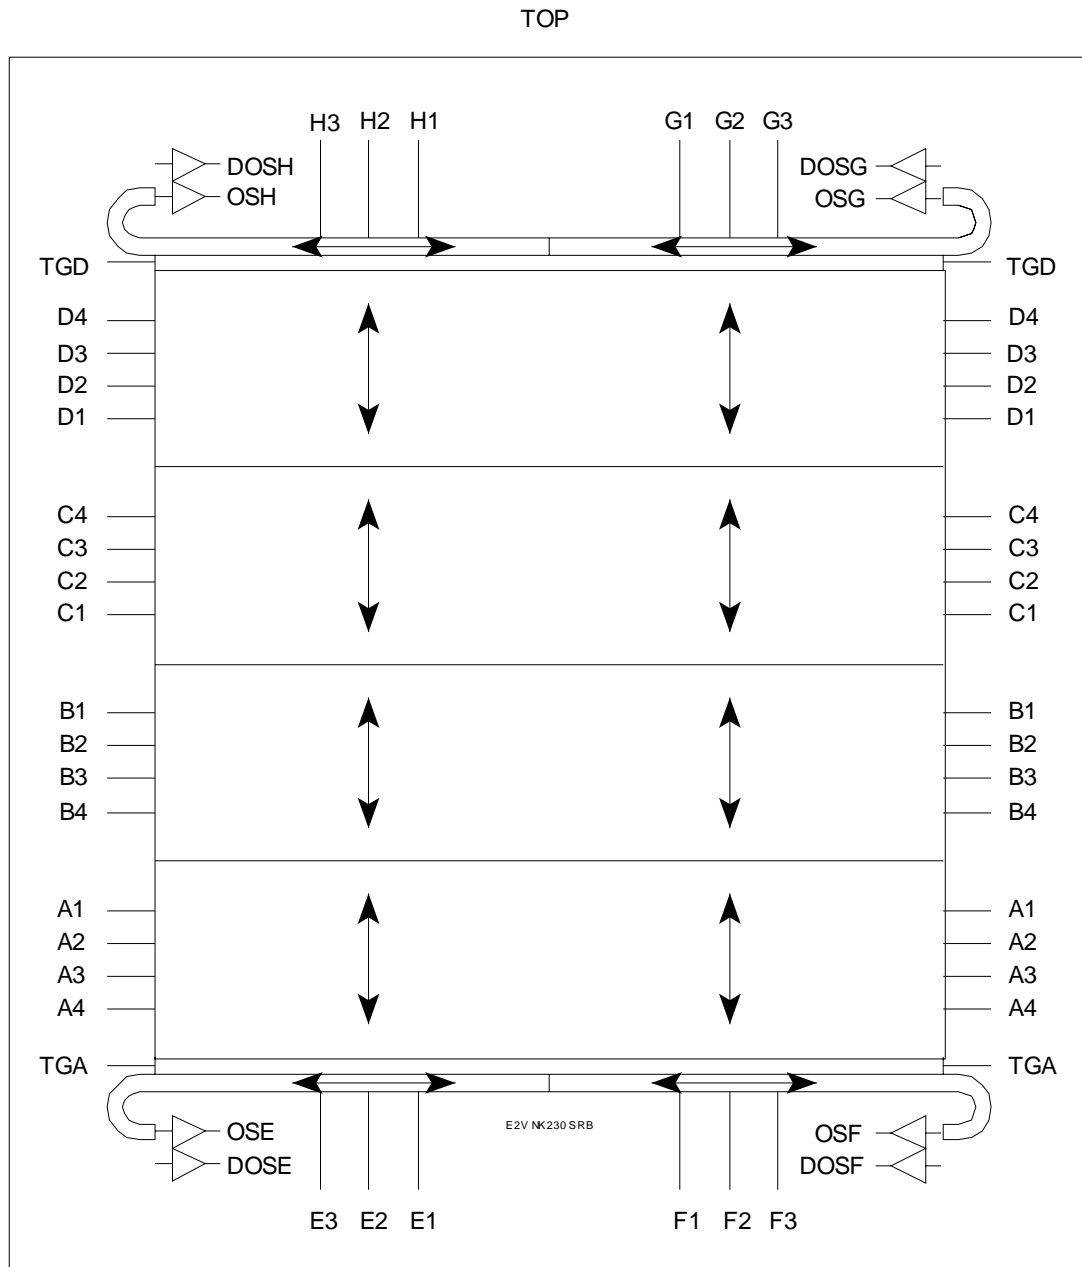 TOP
H3 H2 H1 G1 G2 G3
DOSH DOSG
OSH OSG
TGD TGD
D4 D4
D3 D3
D2 D2
D1 D1
C4 C4
C3 C3
C2 C2
C1 C1
B1 B1
B2 B2
B3 B3
B4 B4
A1 A1
A2 A2
A3 A3
A4 A4
TGA TGA
E2V NK230 SRB
OSE OSF
DOSE DOSF
E3 E2 E1 F1 F2 F3